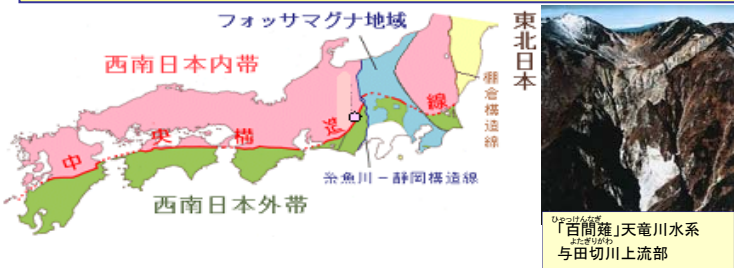 フォッサマグナ地域
東北日本
西南日本内帯
棚倉構造線
中央構造線
糸魚川－静岡構造線
西南日本外帯
ひゃっけんなぎ
「百間薙」天竜川水系
よたぎりがわ
与田切川上流部